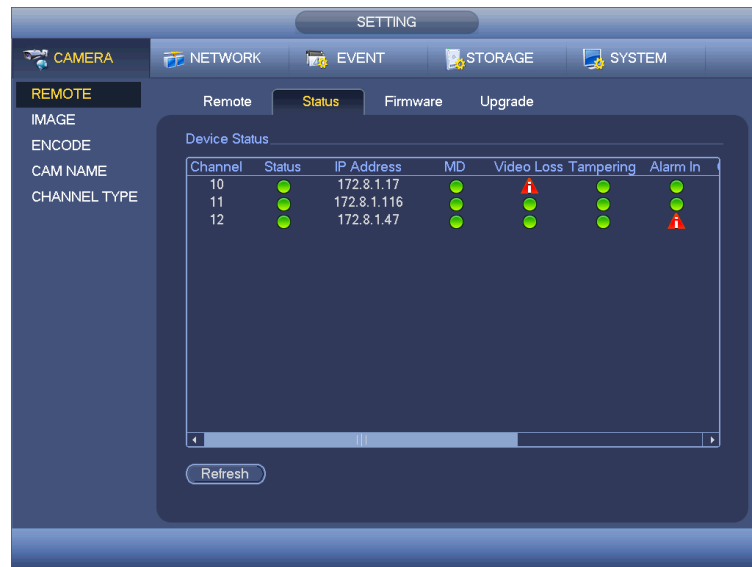 SETTING
CAMERA NETWORK EVENT STORAGE SYSTEM
REMOTE
IMAGE
ENCODE
CAM NAME
CHANNEL TYPE
Remote Status Firmware Upgrade
Device Status
Channel Status IP Address MD Video Loss Tampering Alarm In
10 172.8.1.17
11 172.8.1.116
12 172.8.1.47
Refresh